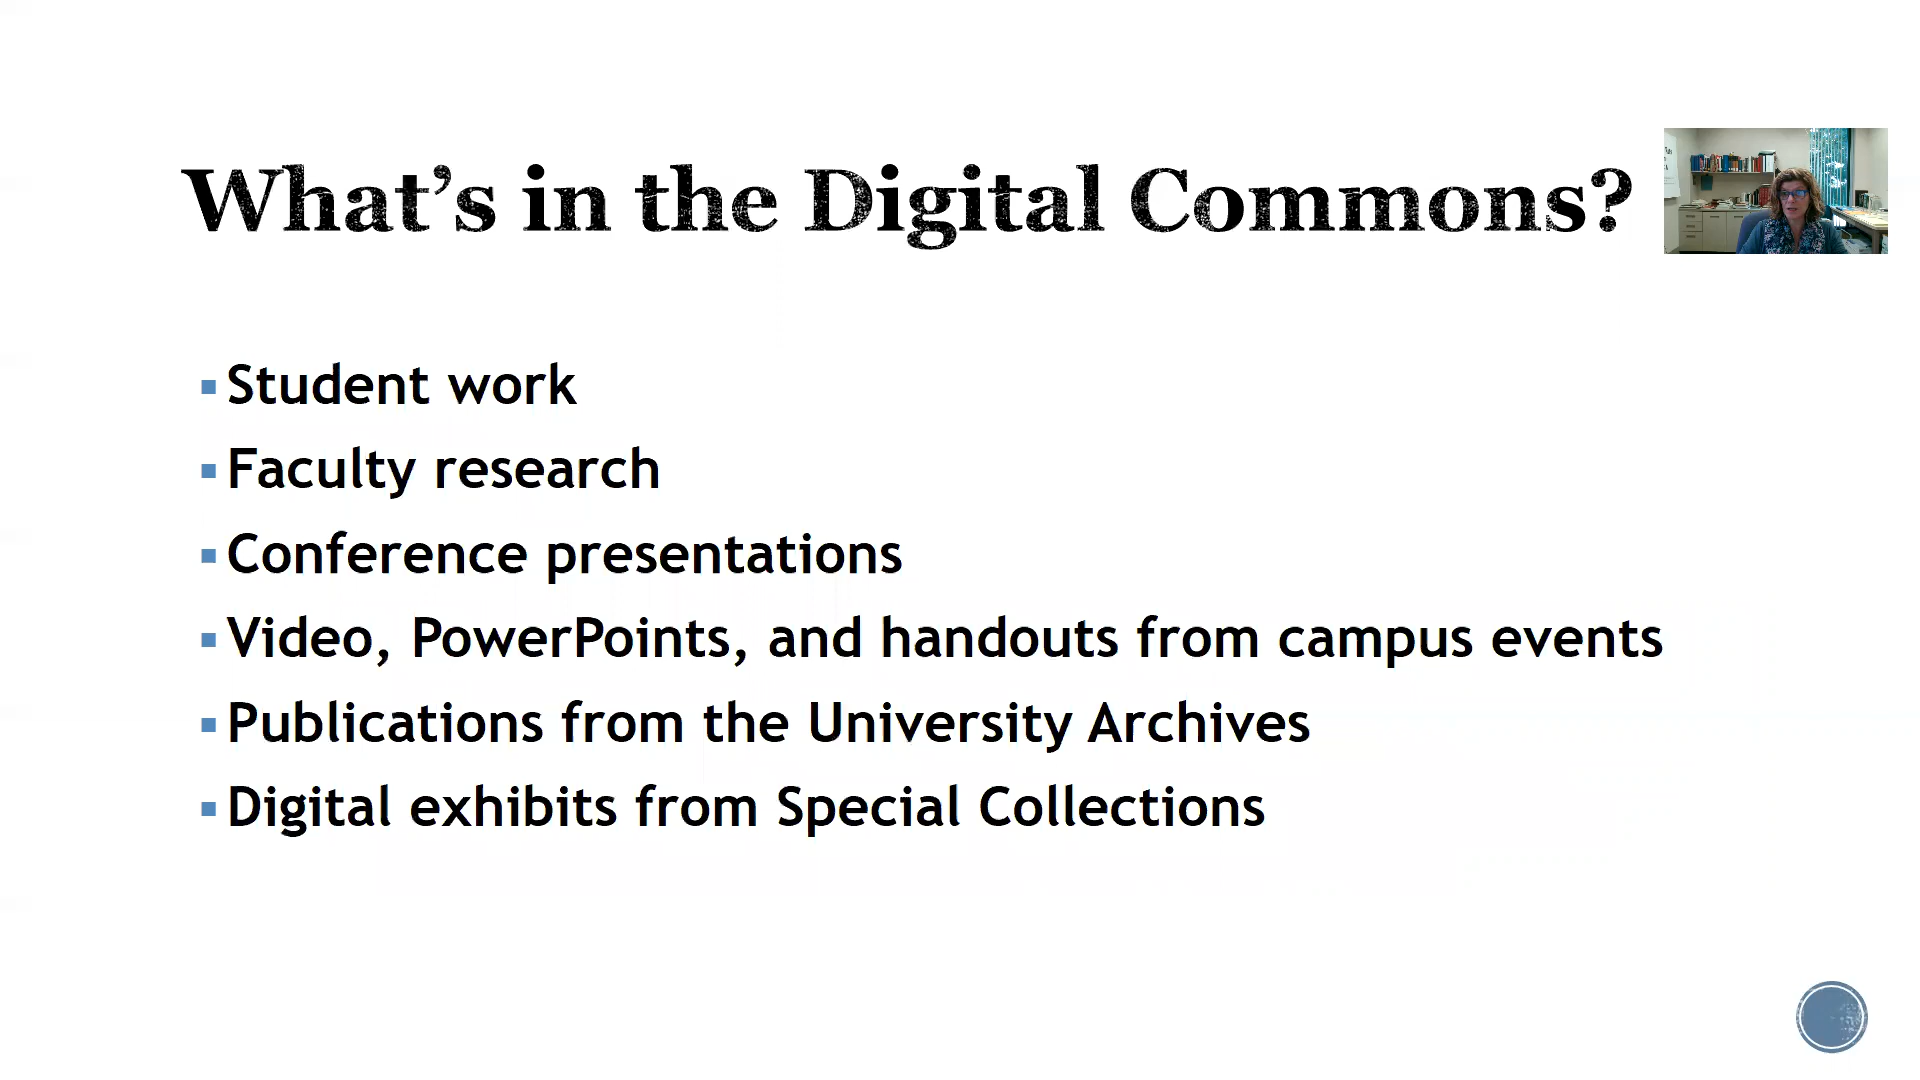 What’s in the Digital Commons?
Student work
Faculty research
Conference presentations
Video, PowerPoints, and handouts from campus events
Publications from the University Archives
Digital exhibits from Special Collections